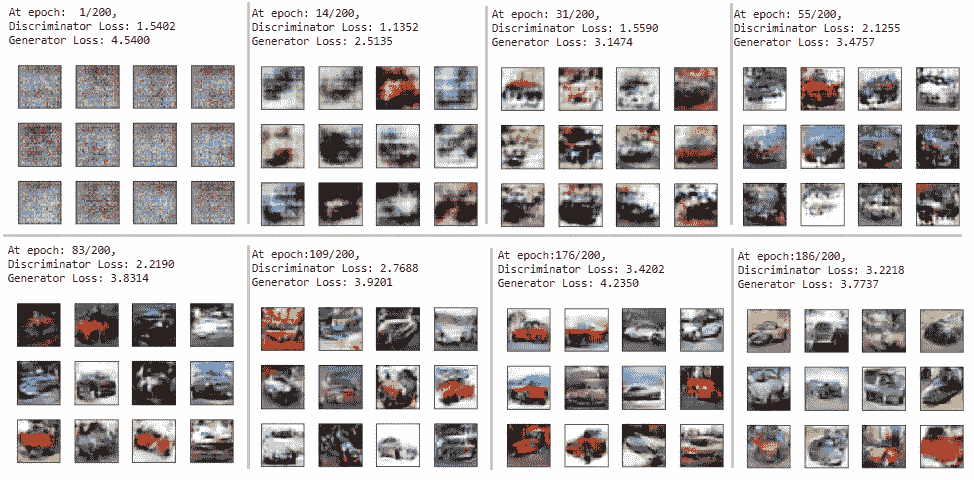 At epoch:  1/200,
Discriminator Loss: 1.5402
Generator Loss: 4.5400
At epoch: 14/200,
Discriminator Loss: 1.1352
Generator Loss: 2.5135
At epoch: 31/200,
Discriminator Loss: 1.5590
Generator Loss: 3.1474
At epoch: 55/200,
Discriminator Loss: 2.1255
Generator Loss: 3.4757
At epoch: 83/200,
Discriminator Loss: 2.2190
Generator Loss: 3.8314
At epoch:109/200,
Discriminator Loss: 2.7688
Generator Loss: 3.9201
At epoch:176/200,
Discriminator Loss: 3.4202
Generator Loss: 4.2350
At epoch:186/200,
Discriminator Loss: 3.2218
Generator Loss: 3.7737